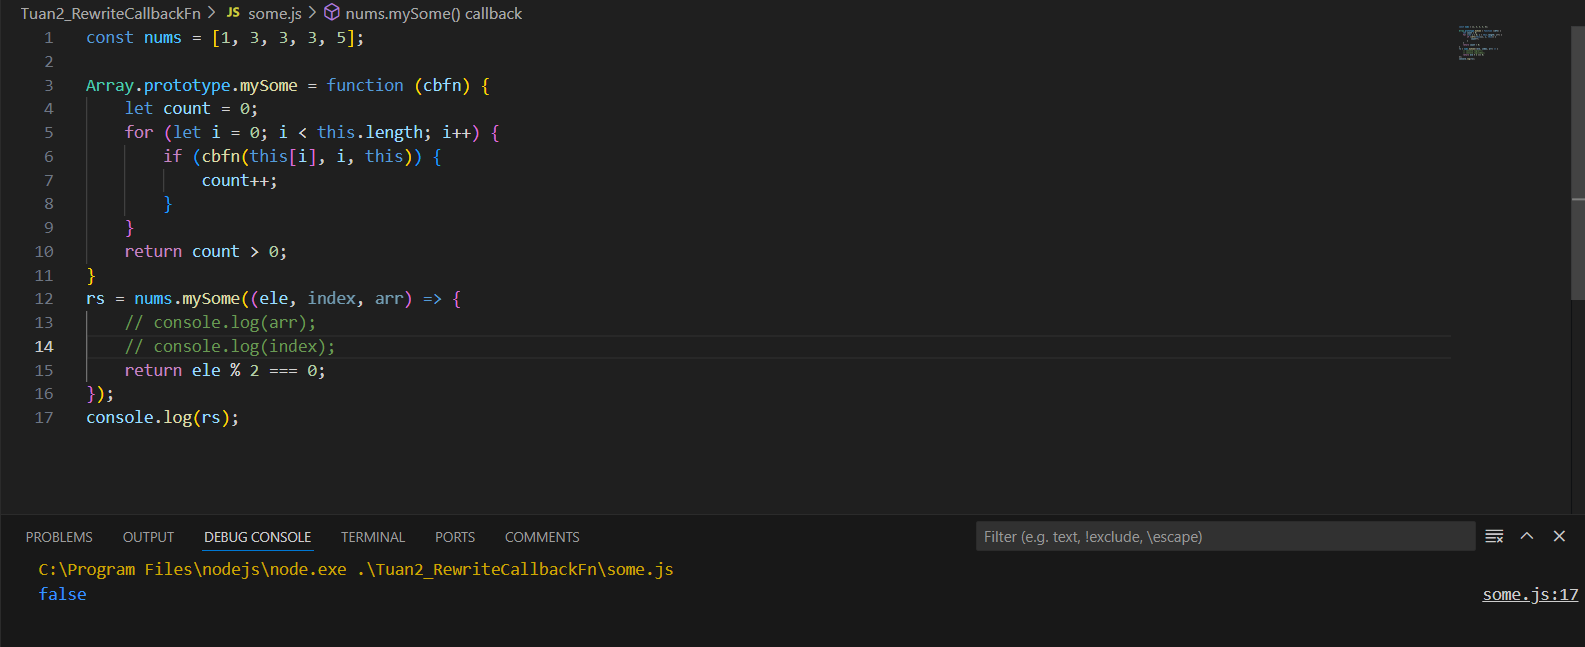 Tuan2_RewriteCallbackFn > JS some.js > nums.mySome() callback
1 const nums = [1, 3, 3, 3, 5];
2
3 Array.prototype.mySome = function (cbfn) {
4     let count = 0;
5     for (let i = 0; i < this.length; i++) {
6         if (cbfn(this[i], i, this)) {
7             count++;
8         }
9     }
10     return count > 0;
11 }
12 rs = nums.mySome((ele, index, arr) => {
13     // console.log(arr);
14     // console.log(index);
15     return ele % 2 === 0;
16 });
17 console.log(rs);
PROBLEMS OUTPUT DEBUG CONSOLE TERMINAL PORTS COMMENTS Filter (e.g. text, !exclude, \escape)
C:\Program Files\nodejs\node.exe .\Tuan2_RewriteCallbackFn\some.js
false some.js:17